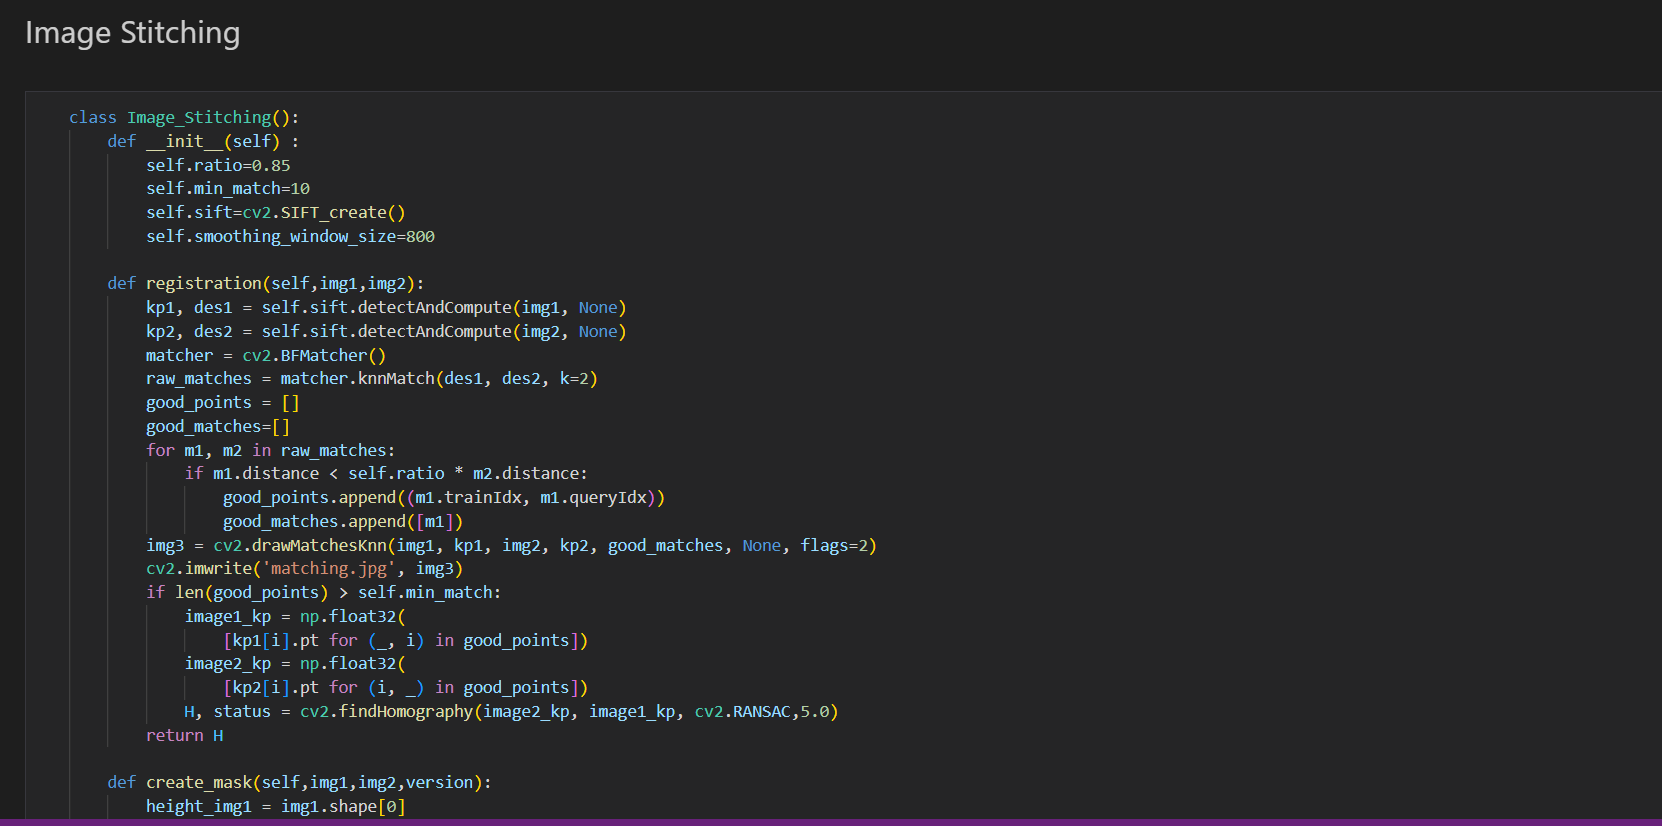 Image Stitching
class Image_Stitching():
    def __init__(self) :
        self.ratio=0.85
        self.min_match=10
        self.sift=cv2.SIFT_create()
        self.smoothing_window_size=800
    def registration(self,img1,img2):
        kp1, des1 = self.sift.detectAndCompute(img1, None)
        kp2, des2 = self.sift.detectAndCompute(img2, None)
        matcher = cv2.BFMatcher()
        raw_matches = matcher.knnMatch(des1, des2, k=2)
        good_points = []
        good_matches=[]
        for m1, m2 in raw_matches:
            if m1.distance < self.ratio * m2.distance:
                good_points.append((m1.trainIdx, m1.queryIdx))
                good_matches.append([m1])
        img3 = cv2.drawMatchesKnn(img1, kp1, img2, kp2, good_matches, None, flags=2)
        cv2.imwrite('matching.jpg', img3)
        if len(good_points) > self.min_match:
            image1_kp = np.float32(
                [kp1[i].pt for (_, i) in good_points])
            image2_kp = np.float32(
                [kp2[i].pt for (i, _) in good_points])
            H, status = cv2.findHomography(image2_kp, image1_kp, cv2.RANSAC,5.0)
        return H
    def create_mask(self,img1,img2,version):
        height_img1 = img1.shape[0]